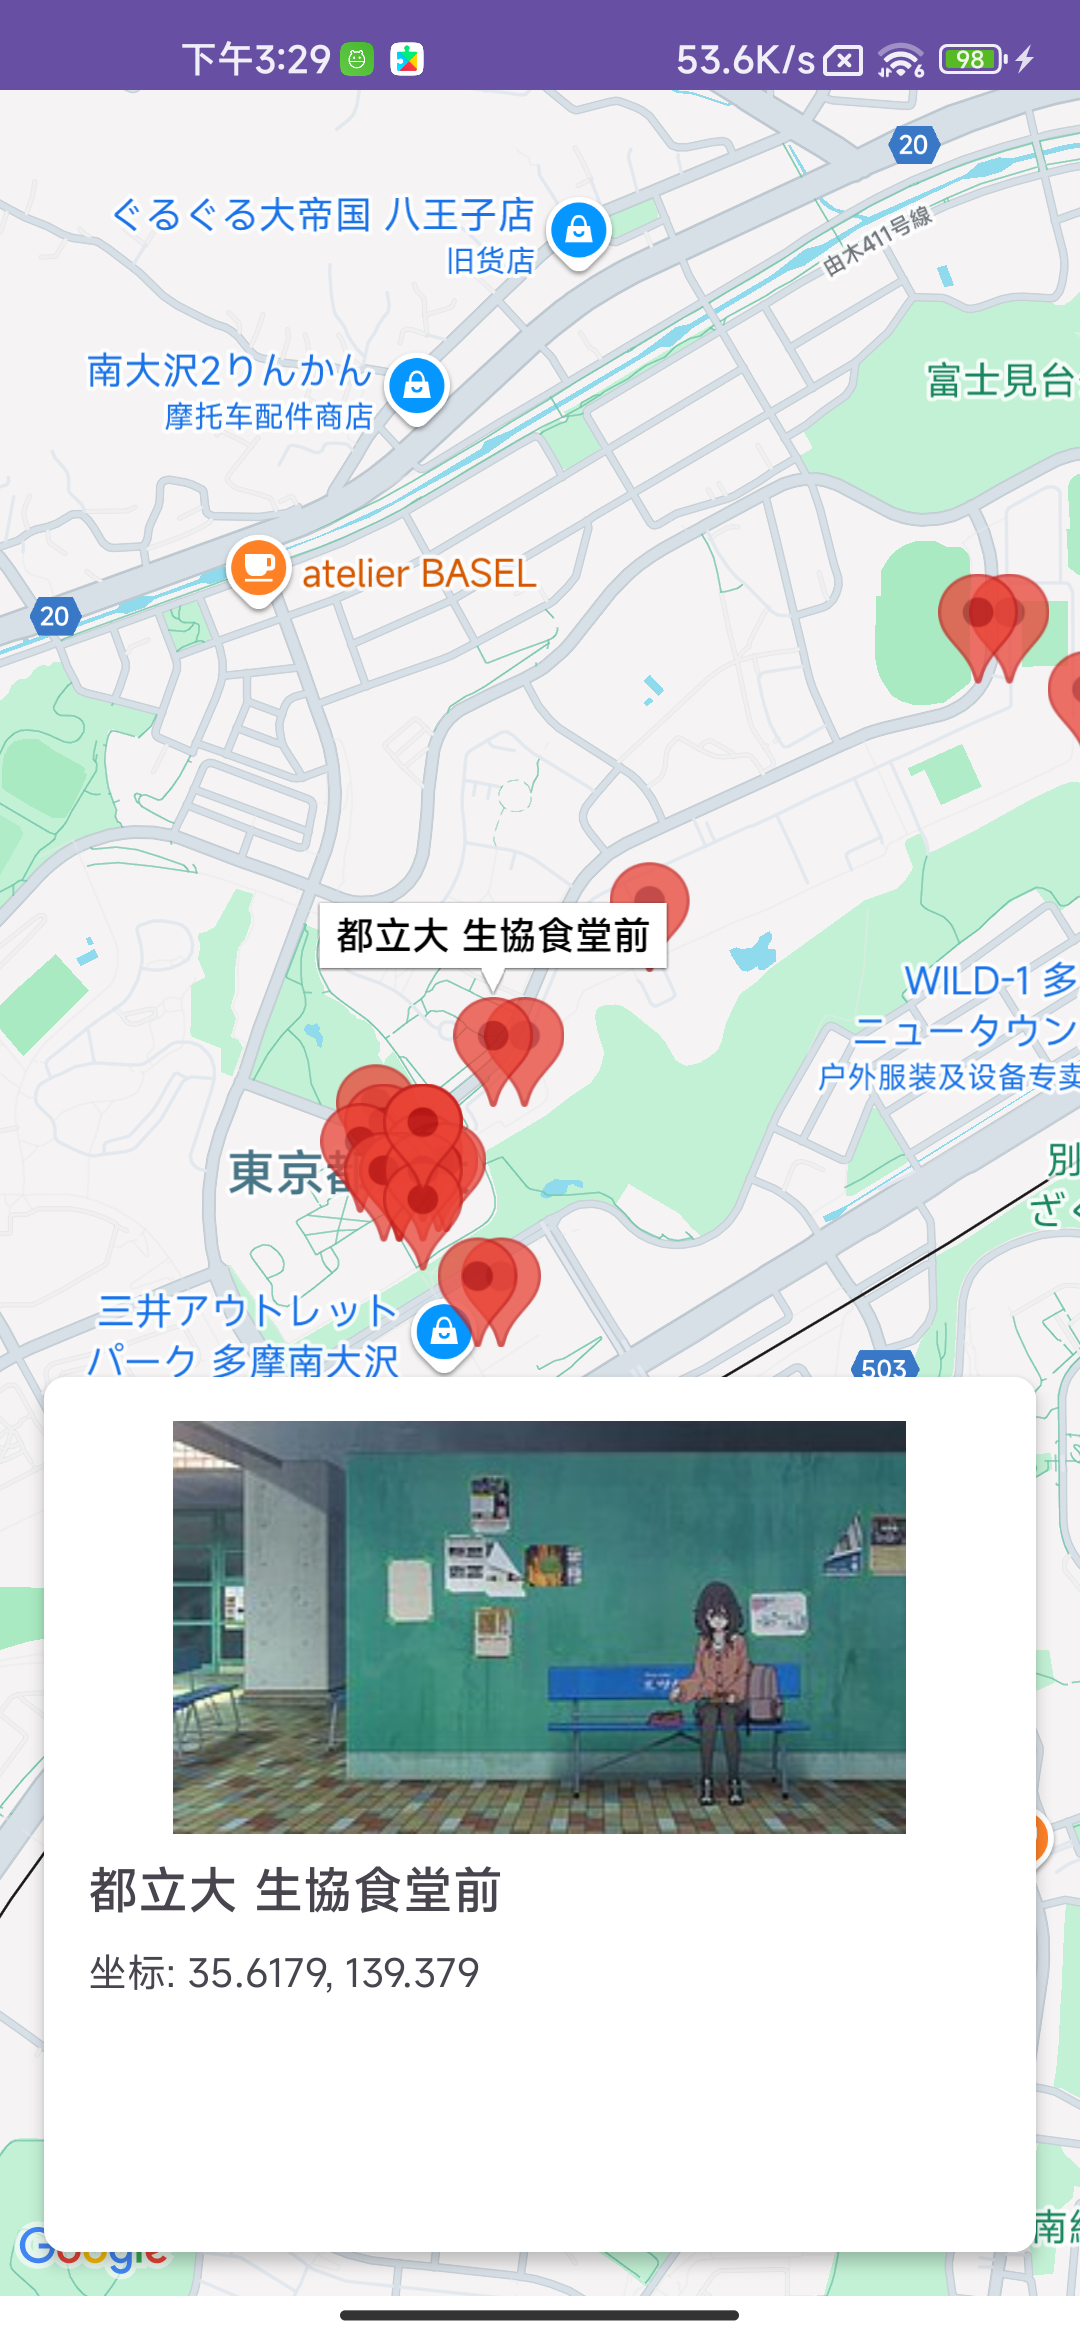 下午3:29
53.6K/s
6
98
20
ぐるぐる大帝国 八王子店
旧货店
由木411号線
南大沢2りんかん
摩托车配件商店
富士見台
atelier BASEL
20
都立大 生協食堂前
WILD-1 多
ニュータウン
户外服装及设备专卖
東京都
別
ざ
三井アウトレット
パーク 多摩南大沢
503
都立大 生協食堂前
坐标: 35.6179, 139.379
Google
南